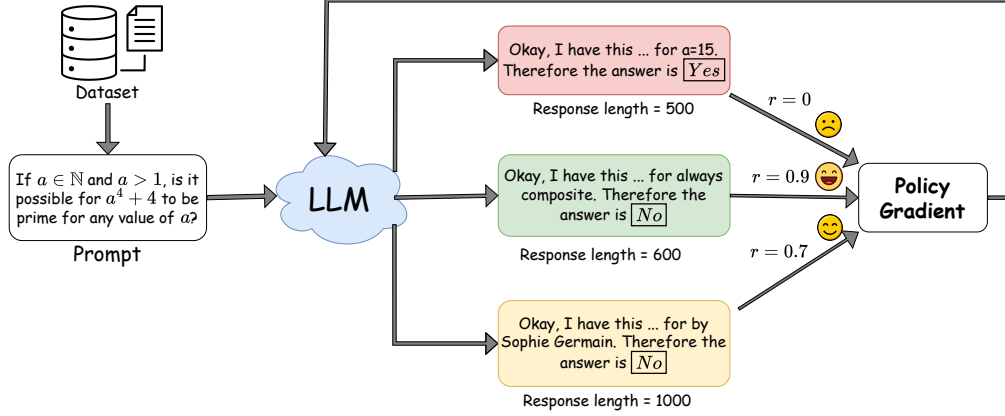 Dataset
If a ∈ ℕ and a > 1, is it
possible for a⁴ + 4 to be
prime for any value of a?
Prompt
LLM
Okay, I have this ... for a=15.
Therefore the answer is Yes
Response length = 500
Okay, I have this ... for always
composite. Therefore the
answer is No
Response length = 600
Okay, I have this ... for by
Sophie Germain. Therefore the
answer is No
Response length = 1000
r = 0
r = 0.9
r = 0.7
Policy
Gradient